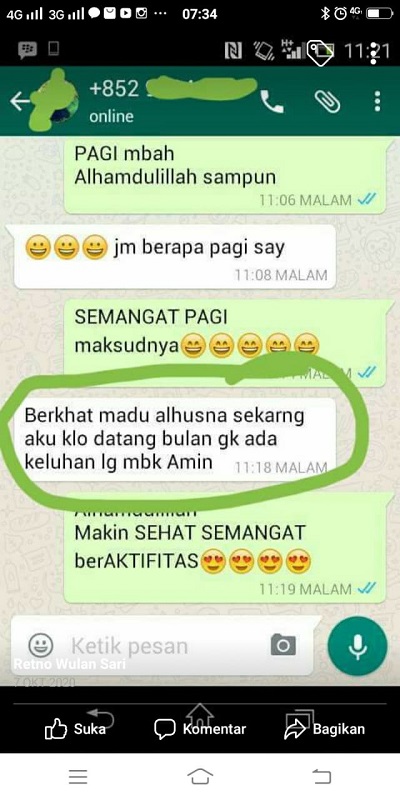 4G 3G 07:34 4G
11:21
+852
online
PAGI mbah
Alhamdulillah sampun
11:06 MALAM
jm berapa pagi say
11:08 MALAM
SEMANGAT PAGI
maksudnya
MALAM
Berkhat madu alhusna sekarng
aku klo datang bulan gk ada
keluhan lg mbk Amin
11:18 MALAM
Makin SEHAT SEMANGAT
berAKTIFITAS
11:19 MALAM
Ketik pesan
Retno Wulan Sari
7 OKT 2020
Suka
Komentar
Bagikan